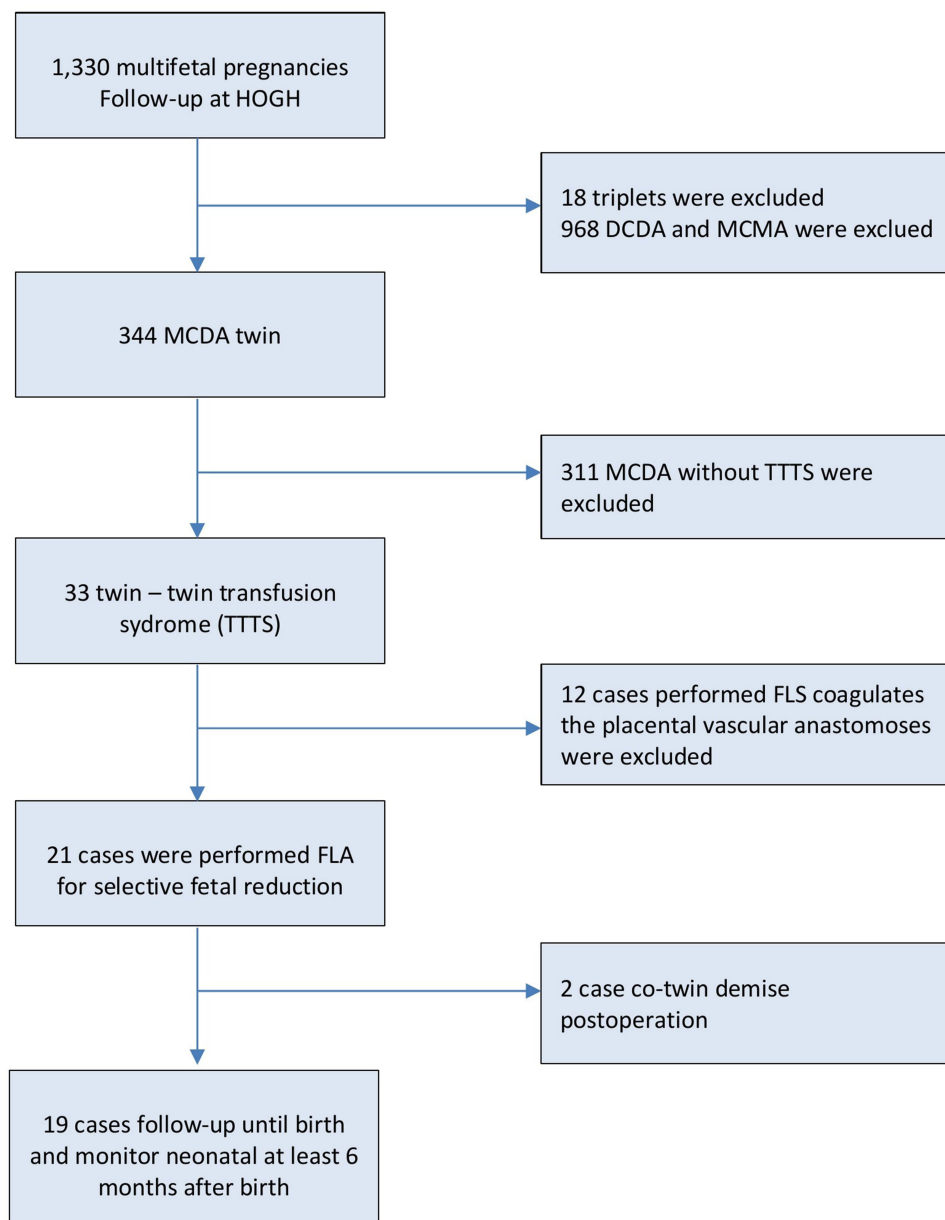 1,330 multifetal pregnancies
Follow-up at HOGH
18 triplets were excluded
968 DCDA and MCMA were exclued
344 MCDA twin
311 MCDA without TTTS were
excluded
33 twin – twin transfusion
sydrome (TTTS)
12 cases performed FLS coagulates
the placental vascular anastomoses
were excluded
21 cases were performed FLA
for selective fetal reduction
2 case co-twin demise
postoperation
19 cases follow-up until birth
and monitor neonatal at least 6
months after birth